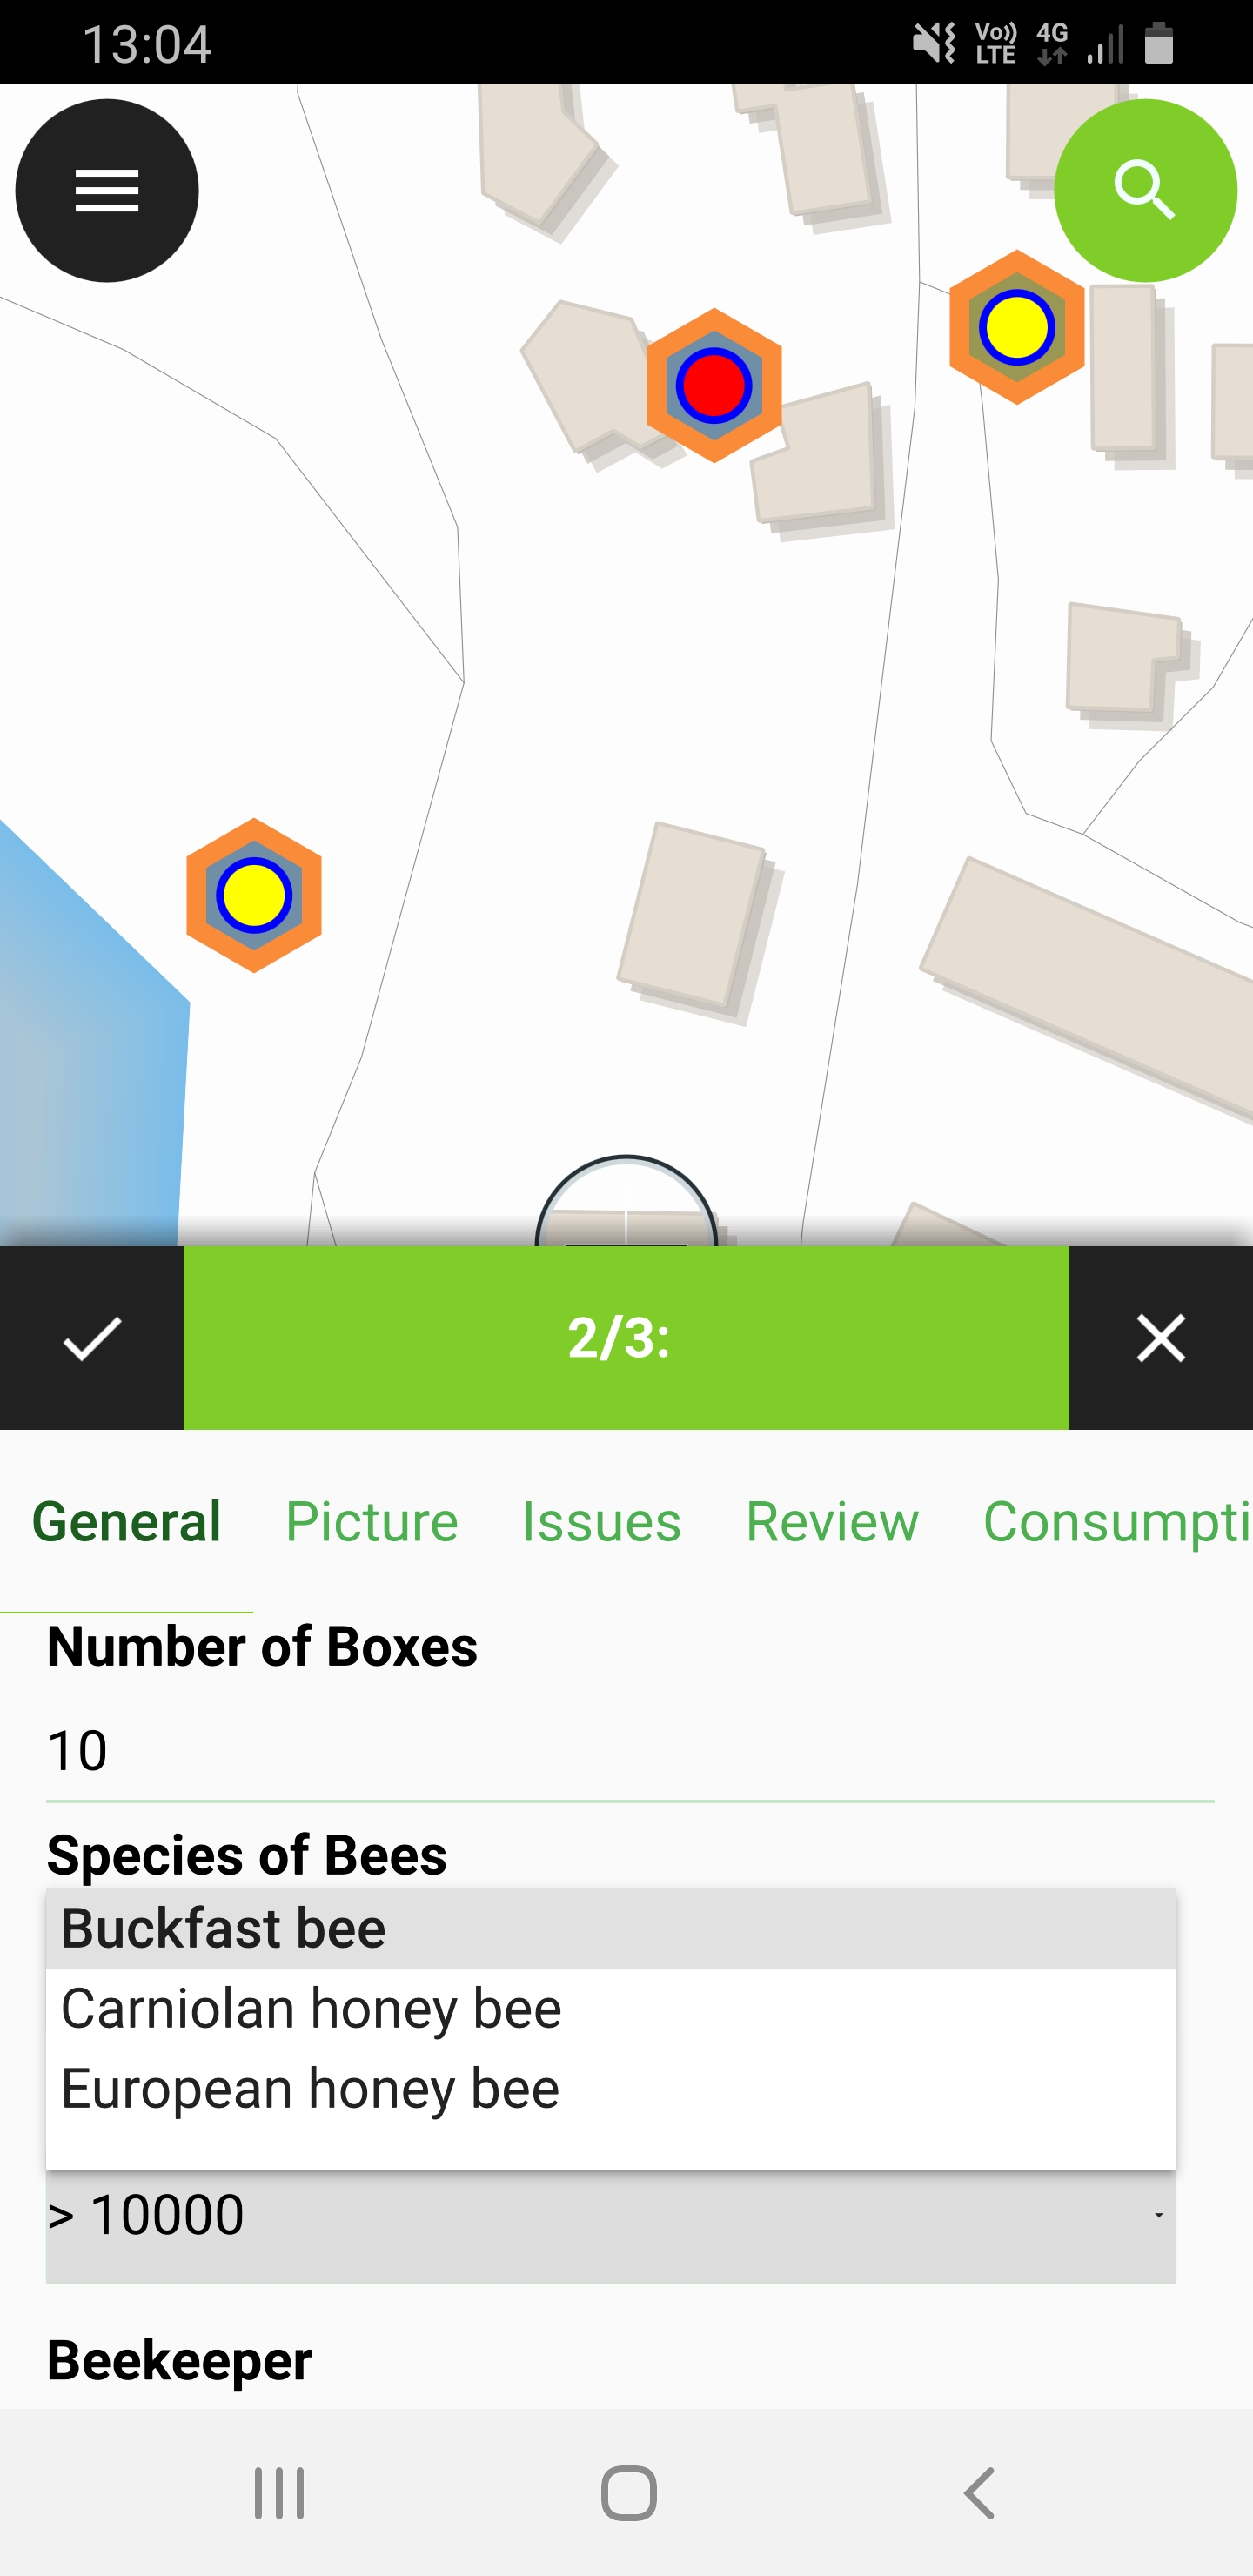 13:04
Vo)) LTE
4G
2/3:
General Picture Issues Review Consumpti
Number of Boxes
10
Species of Bees
Buckfast bee
Carniolan honey bee
European honey bee
> 10000
Beekeeper